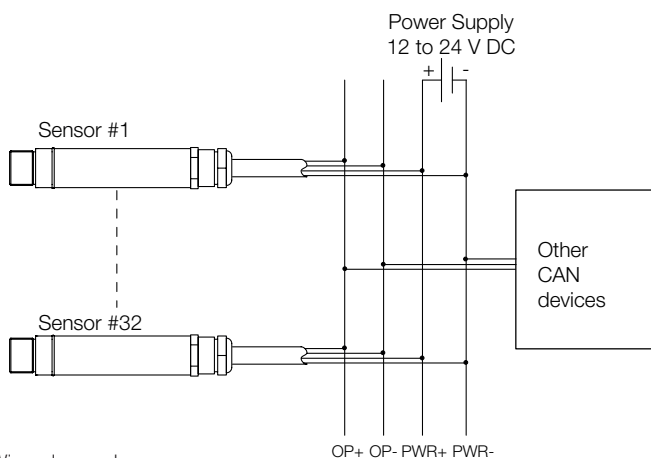 Power Supply
12 to 24 V DC
+ -
Sensor #1
Other
CAN
devices
Sensor #32
OP+ OP- PWR+ PWR-